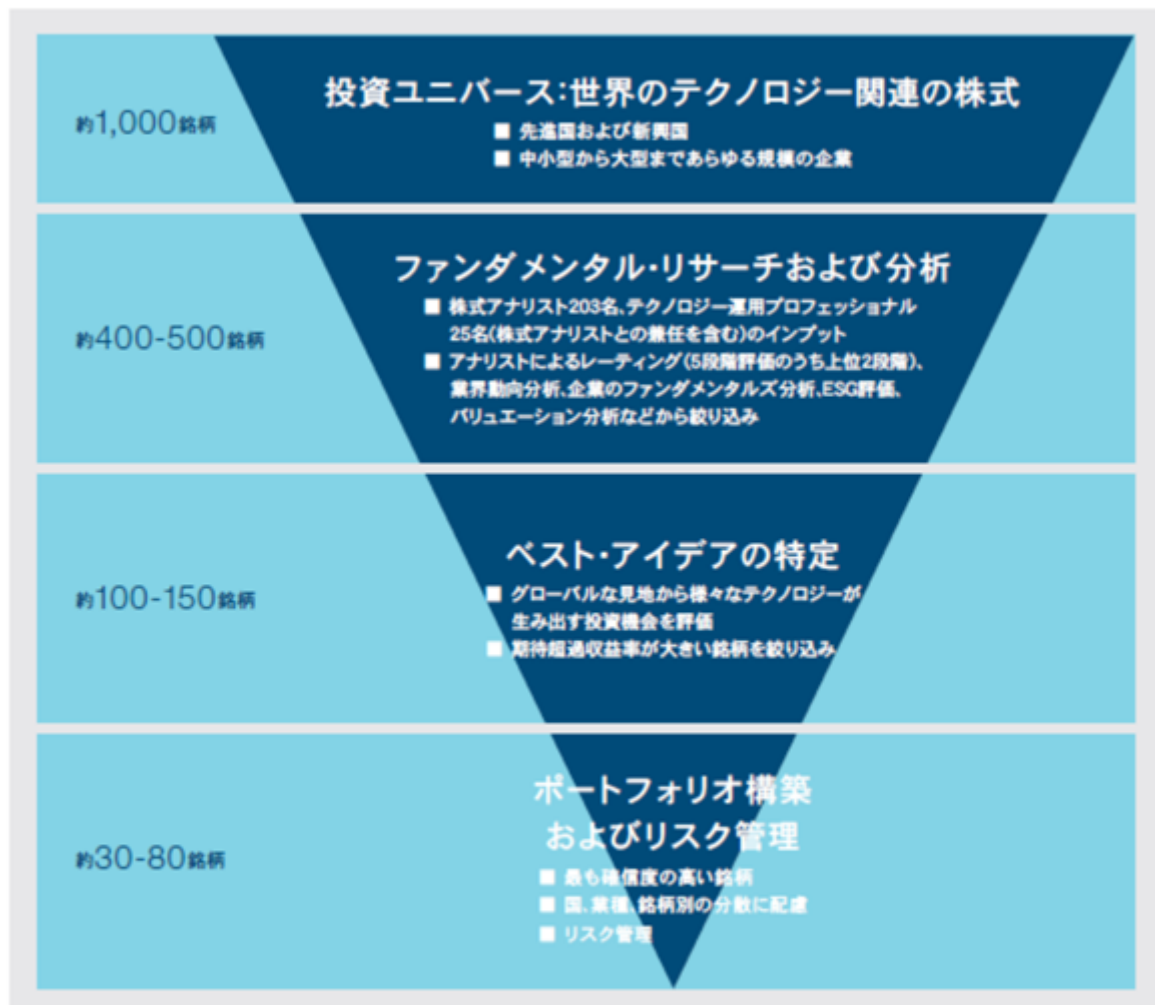 約1,000銘柄
投資ユニバース:世界のテクノロジー関連の株式
■ 先進国および新興国
■ 中小型から大型まであらゆる規模の企業
約400-500銘柄
ファンダメンタル・リサーチおよび分析
■ 株式アナリスト203名、テクノロジー運用プロフェッショナル
25名(株式アナリストとの兼任を含む)のインプット
■ アナリストによるレーティング(5段階評価のうち上位2段階)、
業界動向分析、企業のファンダメンタルズ分析、ESG評価、
バリュエーション分析などから絞り込み
約100-150銘柄
ベスト・アイデアの特定
■ グローバルな見地から様々なテクノロジーが
生み出す投資機会を評価
■ 期待超過収益率が大きい銘柄を絞り込み
約30-80銘柄
ポートフォリオ構築
およびリスク管理
■ 最も確信度の高い銘柄
■ 国、業種、銘柄別の分散に配慮
■ リスク管理